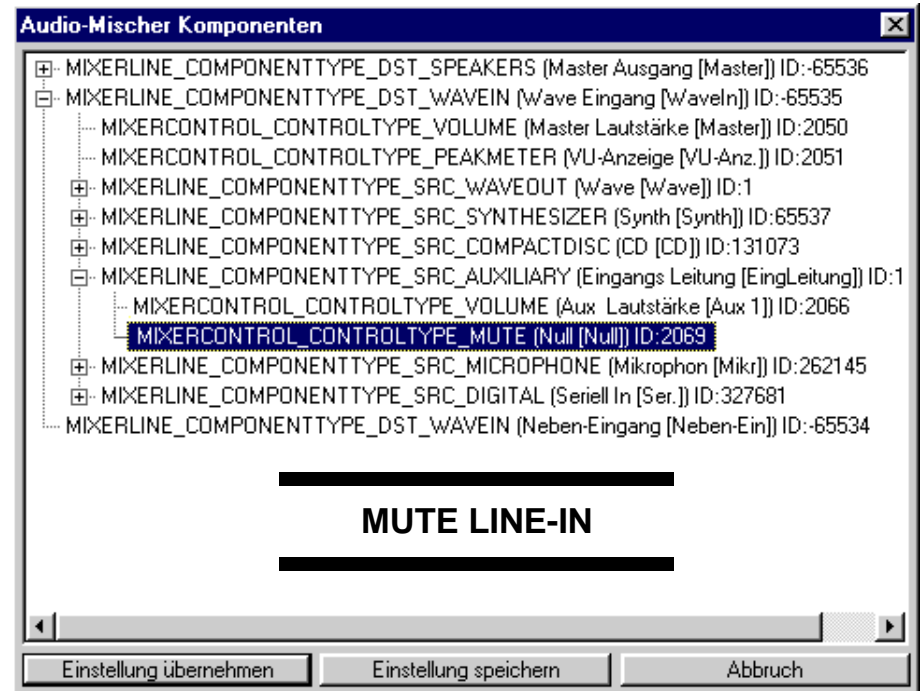 Audio-Mischer Komponenten
MIXERLINE_COMPONENTTYPE_DST_SPEAKERS (Master Ausgang [Master]) ID:-65536
MIXERLINE_COMPONENTTYPE_DST_WAVEIN (Wave Eingang [WaveIn]) ID:-65535
MIXERCONTROL_CONTROLTYPE_VOLUME (Master Lautstärke [Master]) ID:2050
MIXERCONTROL_CONTROLTYPE_PEAKMETER (VU-Anzeige [VU-Anz.]) ID:2051
MIXERLINE_COMPONENTTYPE_SRC_WAVEOUT (Wave [Wave]) ID:1
MIXERLINE_COMPONENTTYPE_SRC_SYNTHESIZER (Synth [Synth]) ID:65537
MIXERLINE_COMPONENTTYPE_SRC_COMPACTDISC (CD [CD]) ID:131073
MIXERLINE_COMPONENTTYPE_SRC_AUXILIARY (Eingangs Leitung [EingLeitung]) ID:1
MIXERCONTROL_CONTROLTYPE_VOLUME (Aux Lautstärke [Aux 1]) ID:2066
MIXERCONTROL_CONTROLTYPE_MUTE (Null [Null]) ID:2069
MIXERLINE_COMPONENTTYPE_SRC_MICROPHONE (Mikrophon [Mikr]) ID:262145
MIXERLINE_COMPONENTTYPE_SRC_DIGITAL (Seriell In [Ser.]) ID:327681
MIXERLINE_COMPONENTTYPE_DST_WAVEIN (Neben-Eingang [Neben-Ein]) ID:-65534
MUTE LINE-IN
Einstellung übernehmen
Einstellung speichern
Abbruch